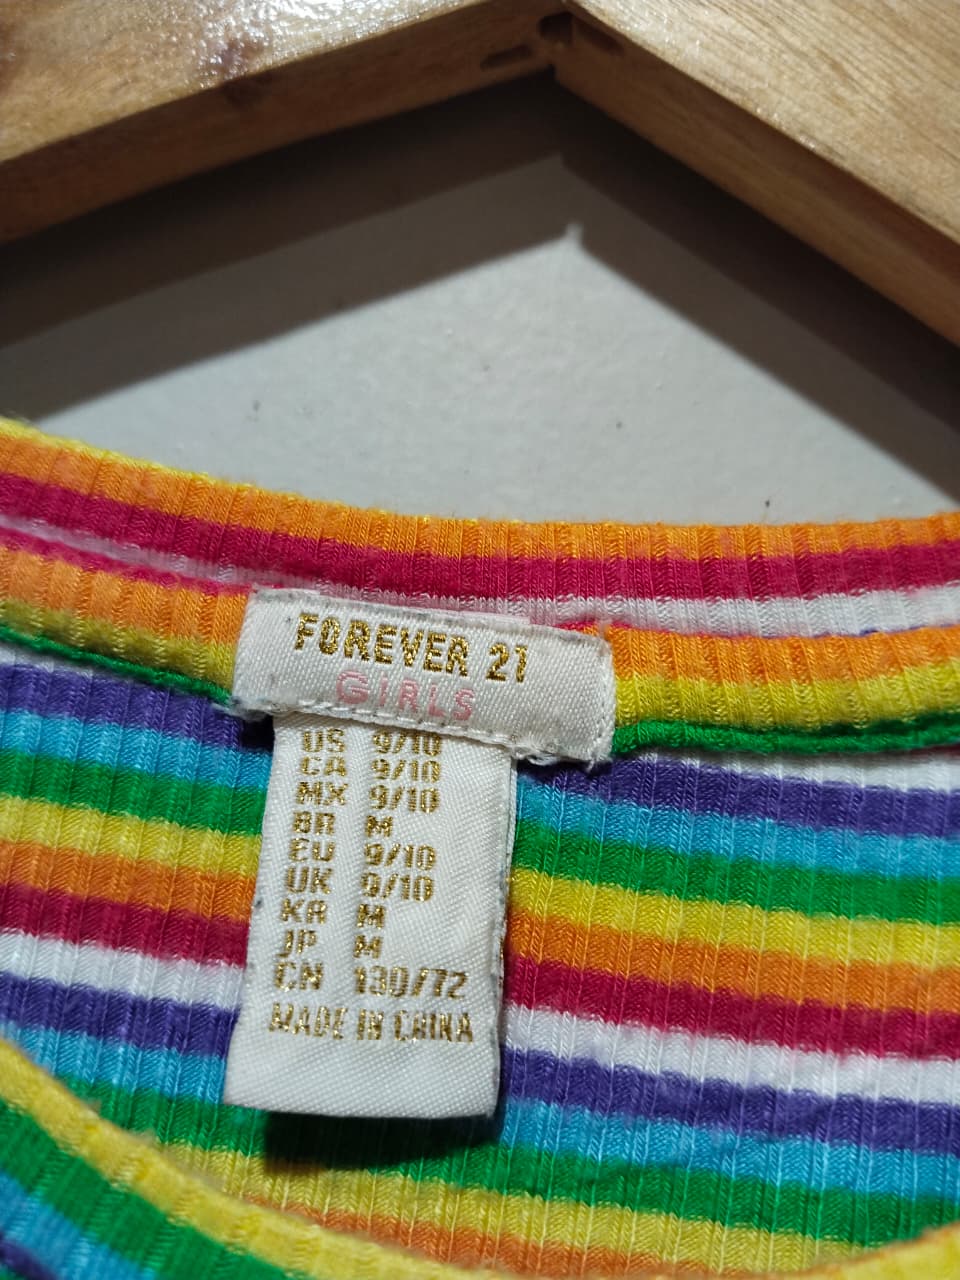 FOREVER 21
GIRLS
US 9/10
CA 9/10
MX 9/10
BR M
EU 9/10
UK 9/10
KR M
JP M
CN 130/72
MADE IN CHINA